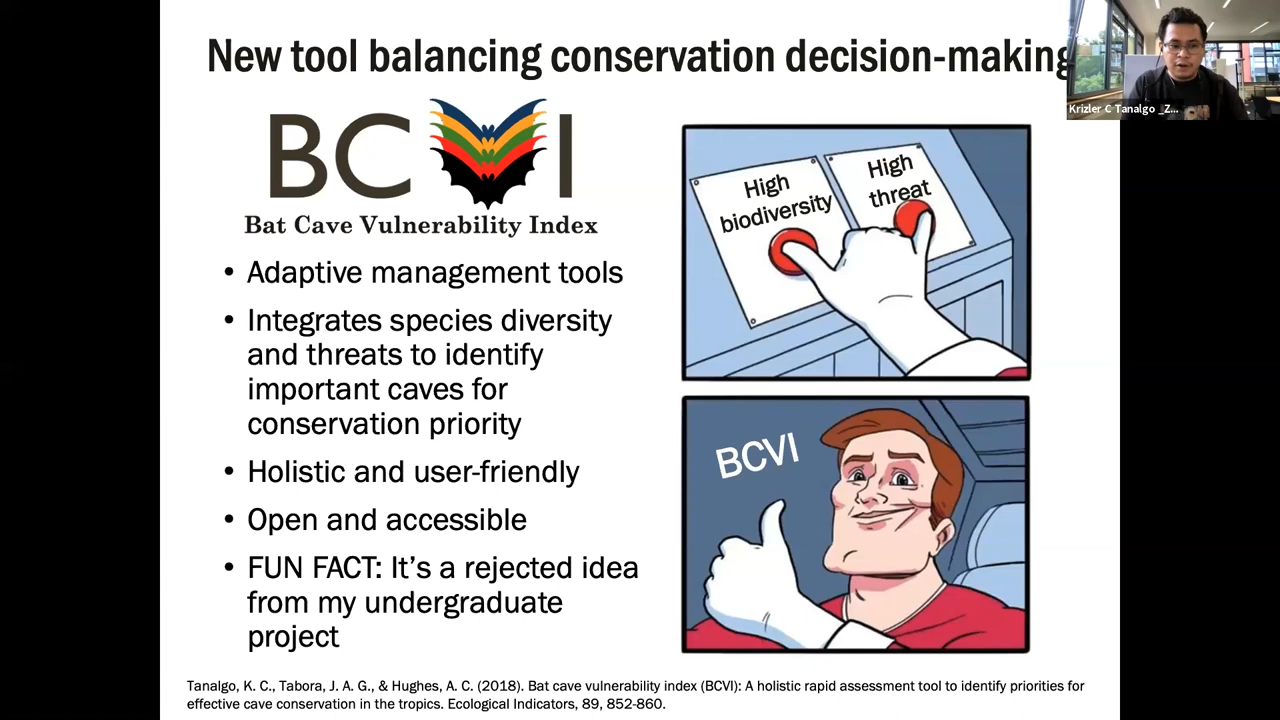 New tool balancing conservation decision-making
Krizler C Tanalgo _Z...
BC I
Bat Cave Vulnerability Index
• Adaptive management tools
• Integrates species diversity
and threats to identify
important caves for
conservation priority
• Holistic and user-friendly
• Open and accessible
• FUN FACT: It’s a rejected idea
from my undergraduate
project
High
biodiversity
High
threat
BCVI
Tanalgo, K. C., Tabora, J. A. G., & Hughes, A. C. (2018). Bat cave vulnerability index (BCVI): A holistic rapid assessment tool to identify priorities for
effective cave conservation in the tropics. Ecological Indicators, 89, 852-860.